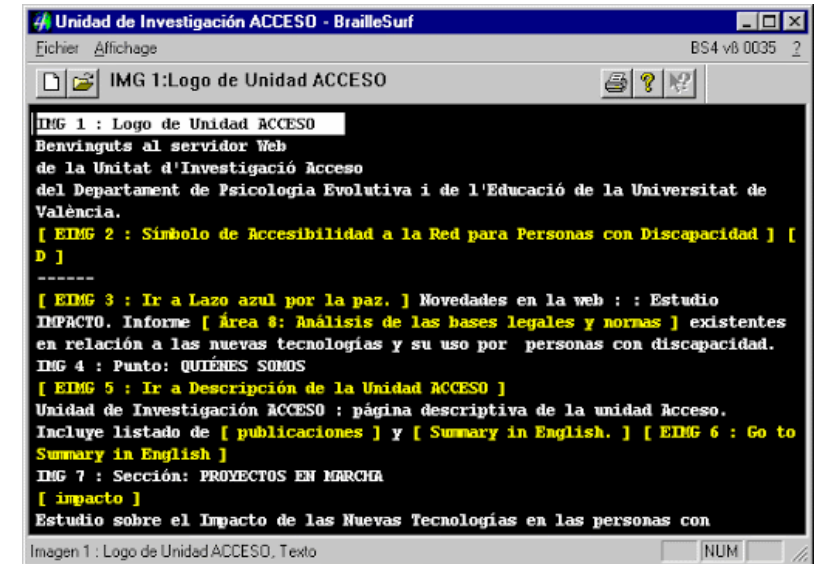 Unidad de Investigación ACCESO - BrailleSurf
Fichier Affichage BS4 vß 0035 ?
IMG 1:Logo de Unidad ACCESO
IMG 1 : Logo de Unidad ACCESO
Benvinguts al servidor Web
de la Unitat d'Investigació Acceso
del Departament de Psicologia Evolutiva i de l'Educació de la Universitat de
València.
[ EIMG 2 : Símbolo de Accesibilidad a la Red para Personas con Discapacidad ] [
D ]
------
[ EIMG 3 : Ir a Lazo azul por la paz. ] Novedades en la web : : Estudio
IMPACTO. Informe [ Área 8: Análisis de las bases legales y normas ] existentes
en relación a las nuevas tecnologías y su uso por  personas con discapacidad.
IMG 4 : Punto: QUIÉNES SOMOS
[ EIMG 5 : Ir a Descripción de la Unidad ACCESO ]
Unidad de Investigación ACCESO : página descriptiva de la unidad Acceso.
Incluye listado de [ publicaciones ] y [ Summary in English. ] [ EIMG 6 : Go to
Summary in English ]
IMG 7 : Sección: PROYECTOS EN MARCHA
[ impacto ]
Estudio sobre el Impacto de las Nuevas Tecnologías en las personas con
Imagen 1 : Logo de Unidad ACCESO, Texto NUM